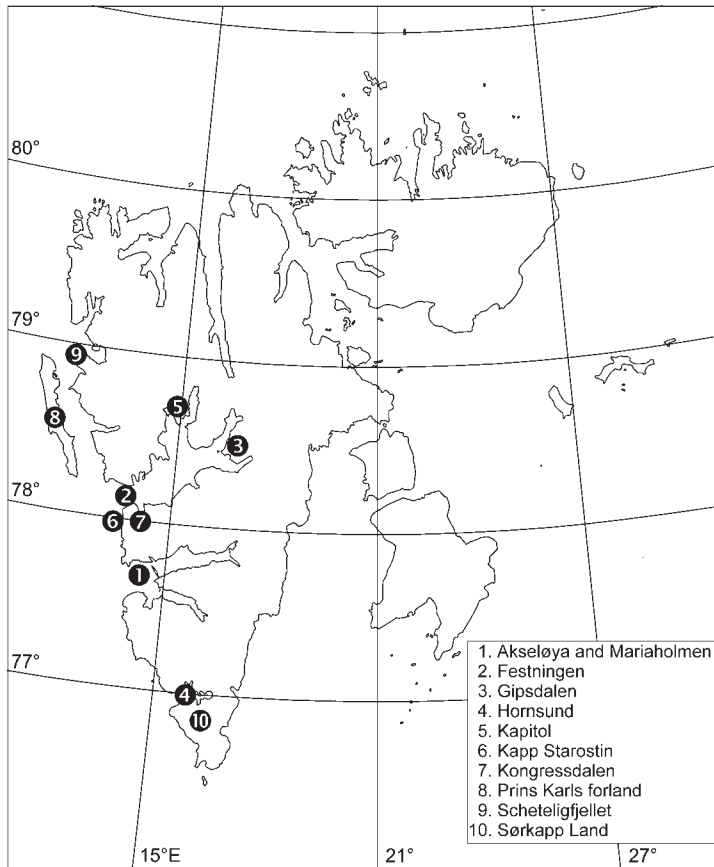 80°
79°
9
5
8
3
78°
2
6 7
1
77°
4
10
1. Akseløya and Mariaholmen
2. Festningen
3. Gipsdalen
4. Hornsund
5. Kapitol
6. Kapp Starostin
7. Kongressdalen
8. Prins Karls forland
9. Scheteligfjellet
10. Sørkapp Land
15°E 21° 27°